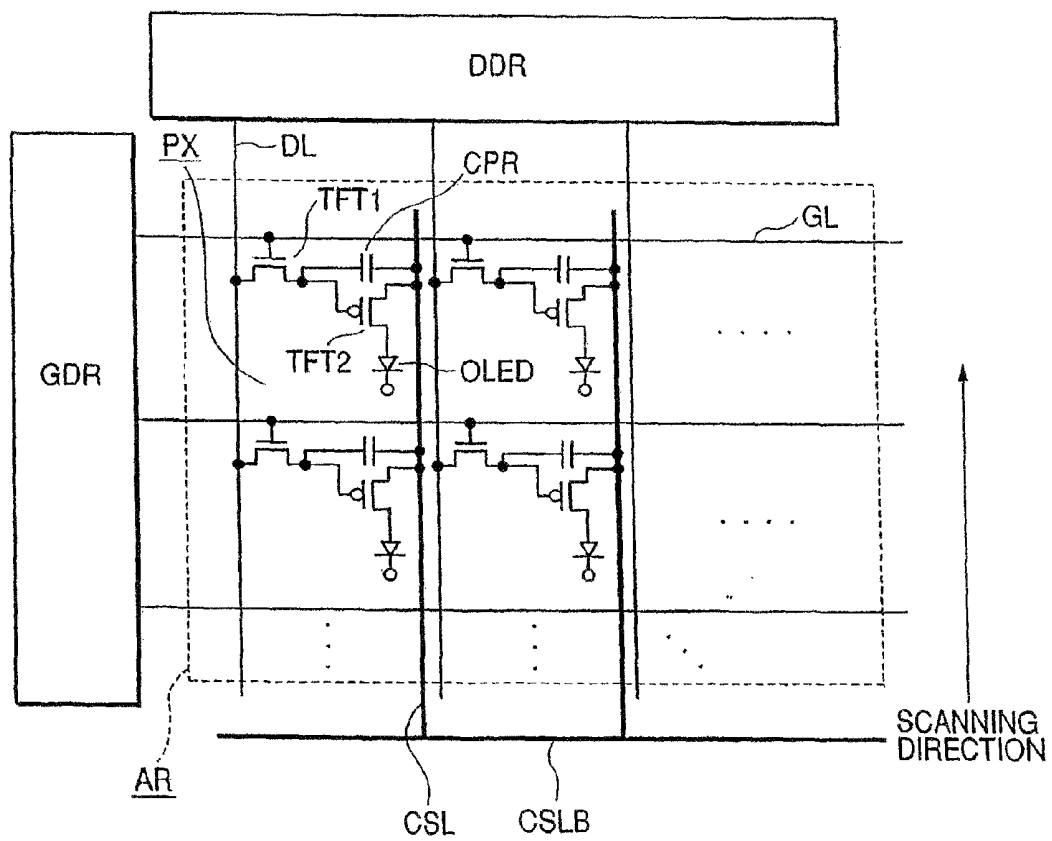 DDR
PX
DL
CPR
TFT1
GL
GDR
TFT2
OLED
SCANNING
DIRECTION
AR
CSL
CSLB